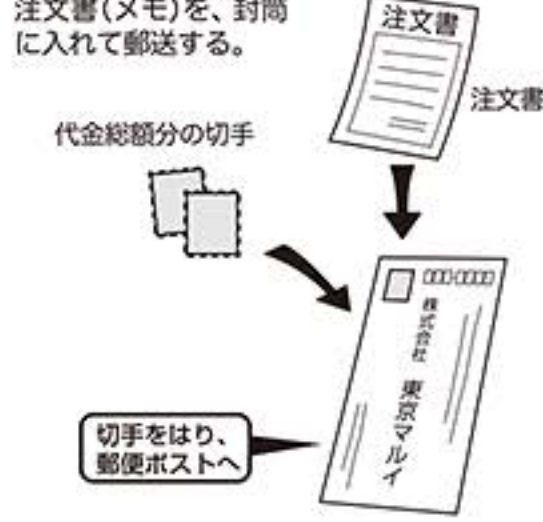 注文書(メモ)を、封筒
に入れて郵送する。
注文書
注文書
代金総額分の切手
株式会社 東京マルイ
切手をはり、
郵便ポストへ